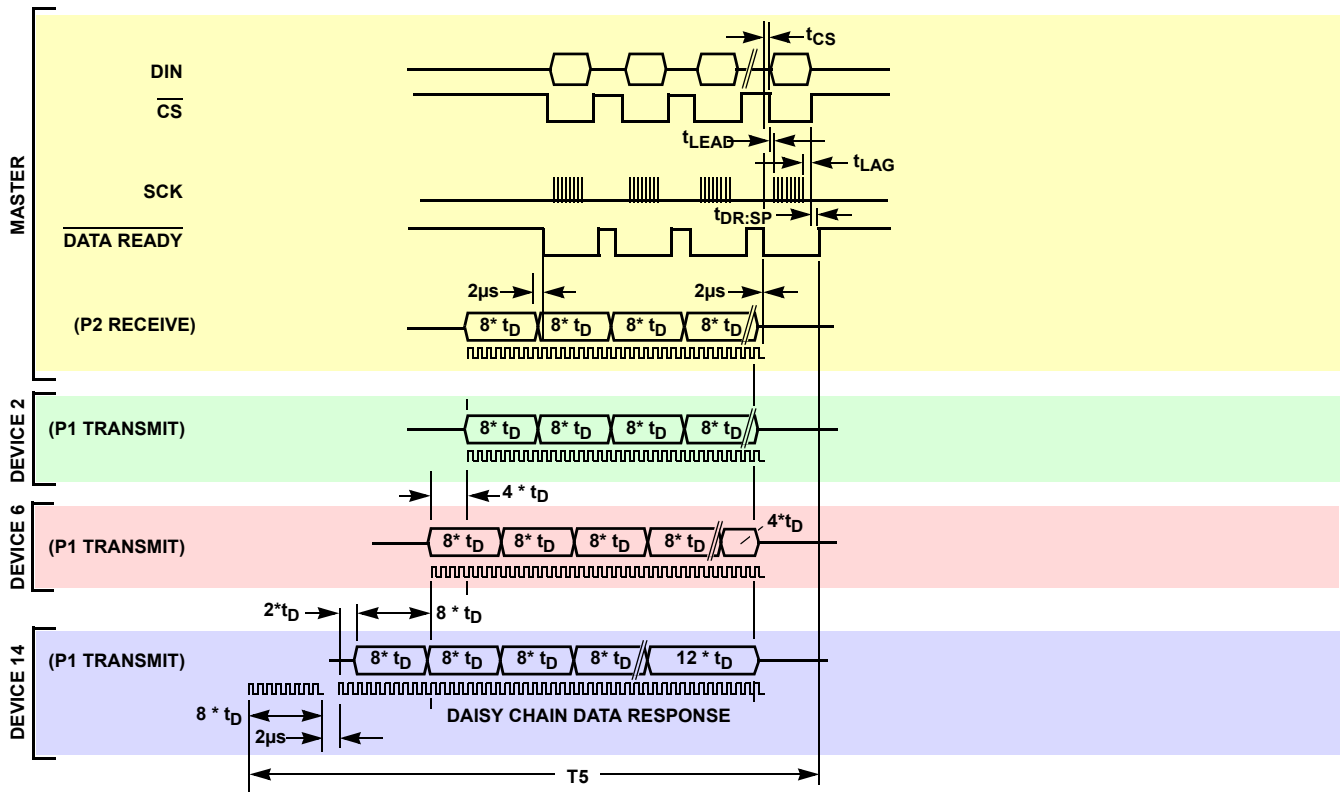 MASTER
DIN
tCS
CS
tLEAD
tLAG
SCK
tDR:SP
DATA READY
2µs
2µs
(P2 RECEIVE)
8* tD 8* tD 8* tD 8* tD
DEVICE 2
(P1 TRANSMIT)
8* tD 8* tD 8* tD 8* tD
4 * tD
DEVICE 6
(P1 TRANSMIT)
8* tD 8* tD 8* tD 8* tD
4*tD
2*tD
8 * tD
DEVICE 14
(P1 TRANSMIT)
8* tD 8* tD 8* tD 8* tD 12 * tD
8 * tD
DAISY CHAIN DATA RESPONSE
2µs
T5